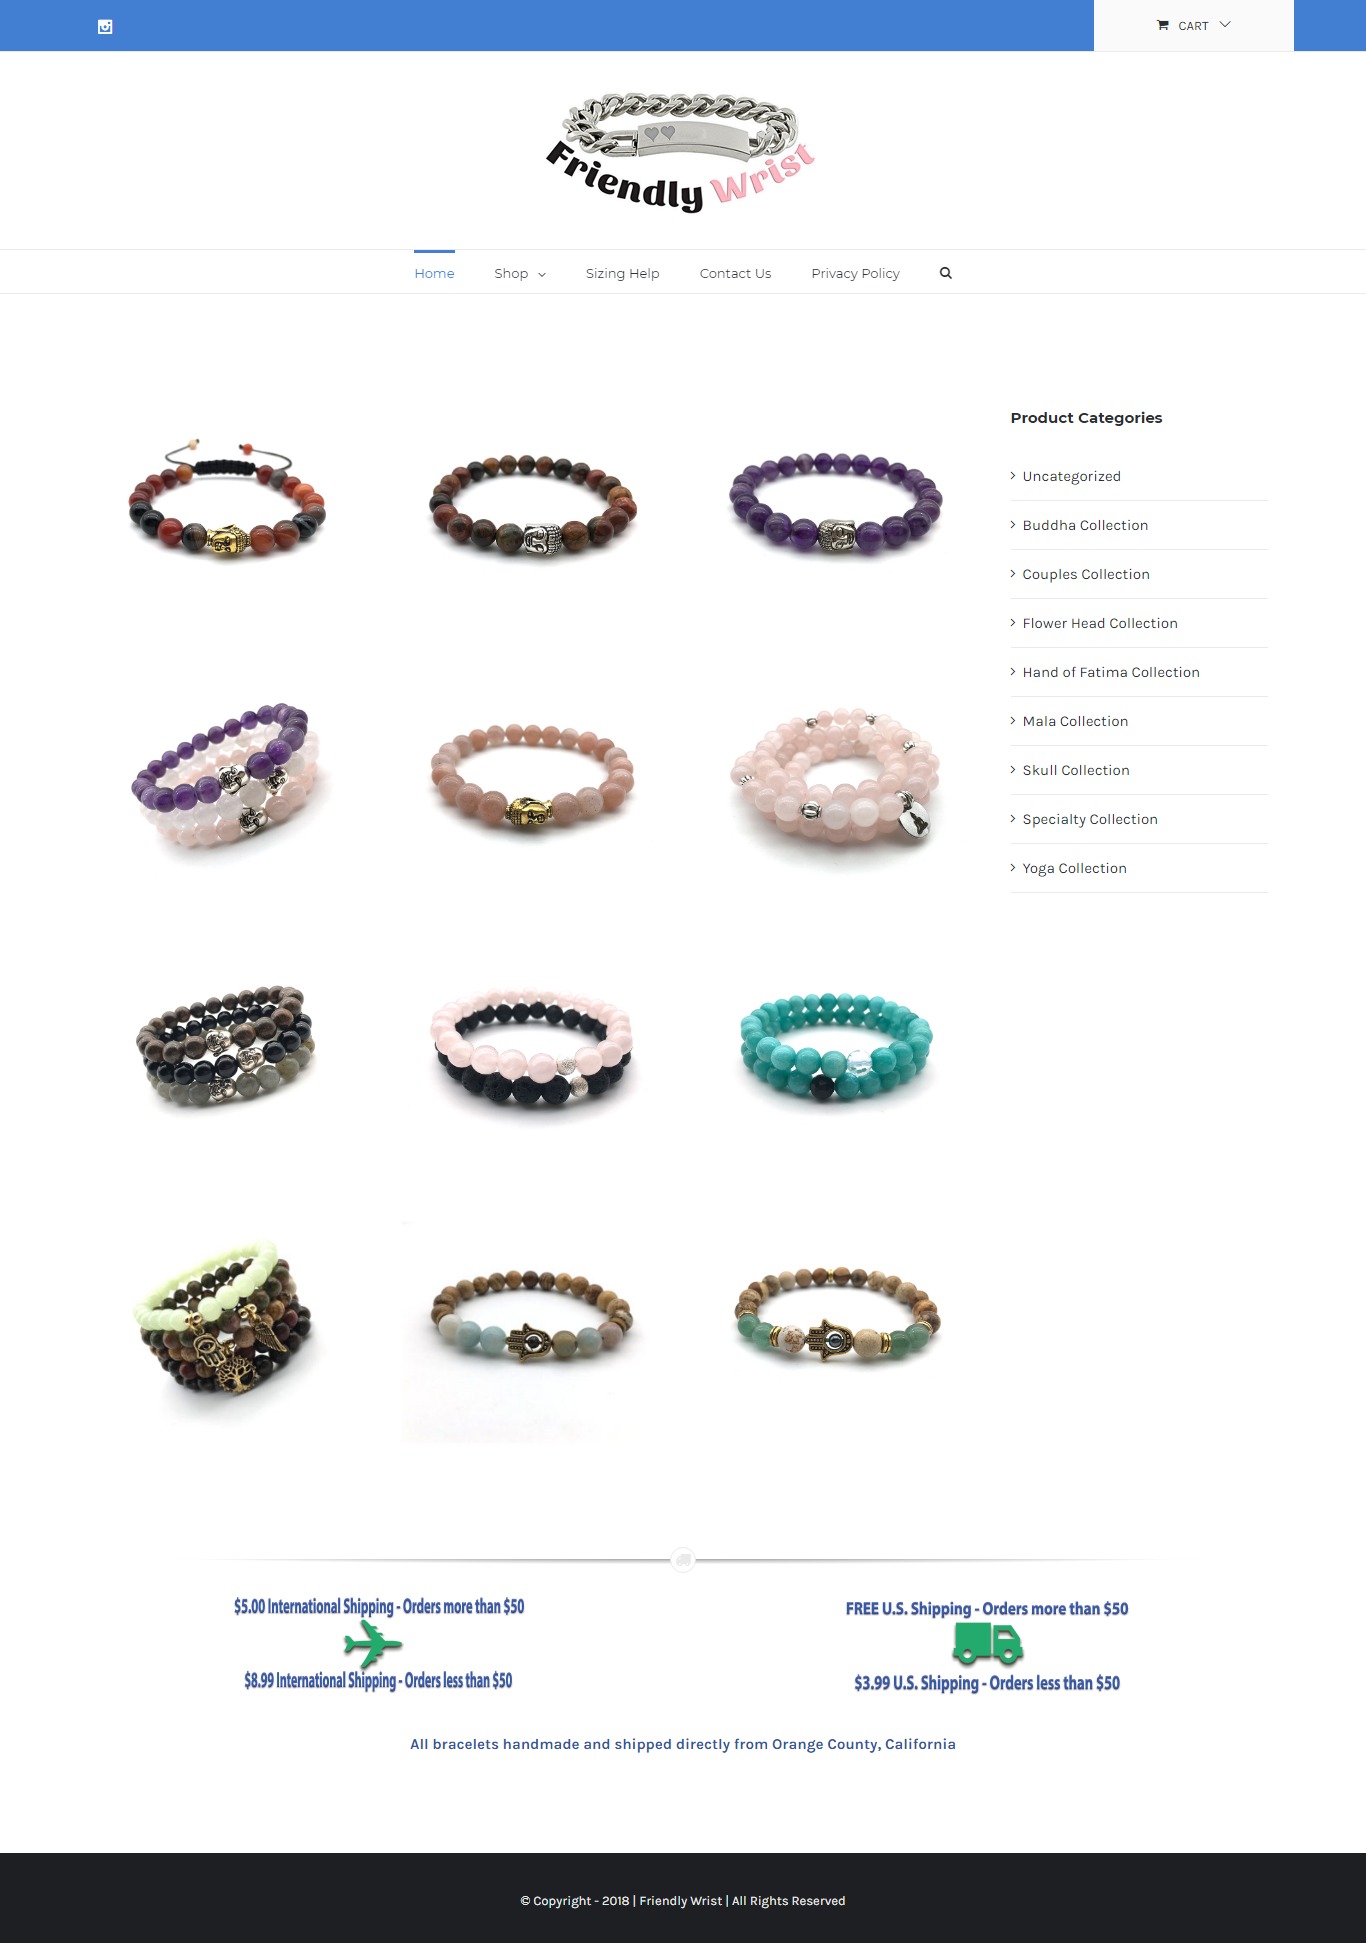 CART
Friendly Wrist
Home
Shop
Sizing Help
Contact Us
Privacy Policy
Product Categories
Uncategorized
Buddha Collection
Couples Collection
Flower Head Collection
Hand of Fatima Collection
Mala Collection
Skull Collection
Specialty Collection
Yoga Collection
$5.00 International Shipping - Orders more than $50
$8.99 International Shipping - Orders less than $50
FREE U.S. Shipping - Orders more than $50
$3.99 U.S. Shipping - Orders less than $50
All bracelets handmade and shipped directly from Orange County, California
© Copyright - 2018 | Friendly Wrist | All Rights Reserved